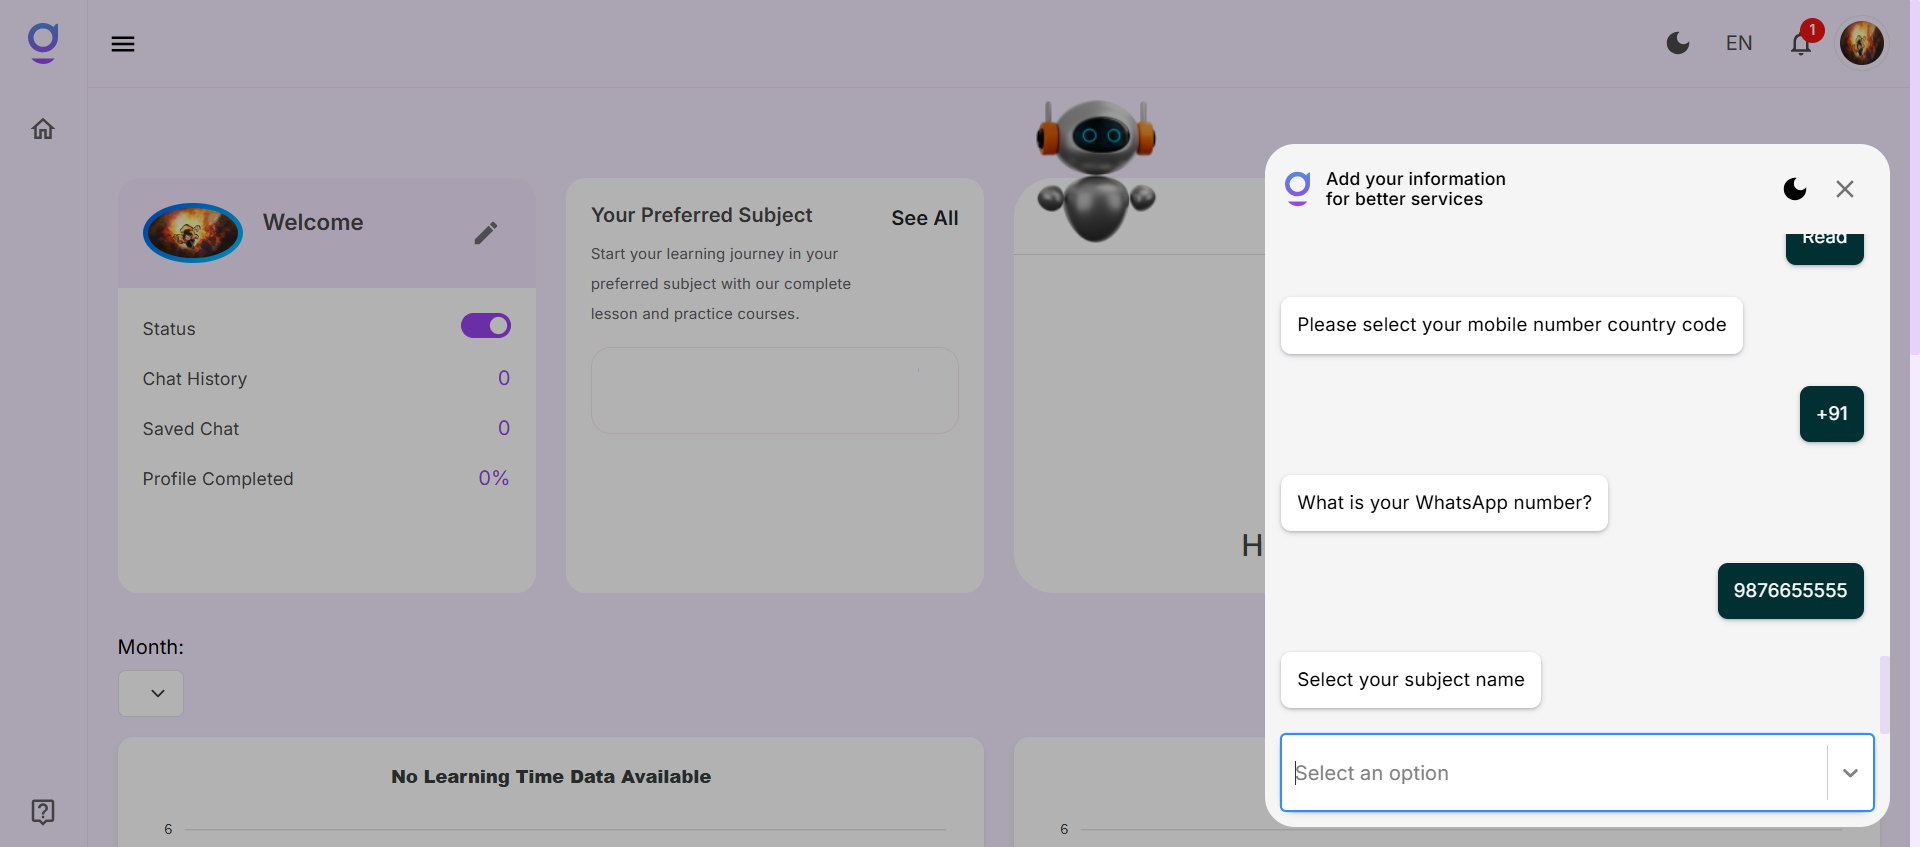 EN
1
Welcome
Status
Chat History 0
Saved Chat 0
Profile Completed 0%
Your Preferred Subject
See All
Start your learning journey in your
preferred subject with our complete
lesson and practice courses.
H
Month:
No Learning Time Data Available
6
6
Add your information
for better services
Read
Please select your mobile number country code
+91
What is your WhatsApp number?
9876655555
Select your subject name
Select an option